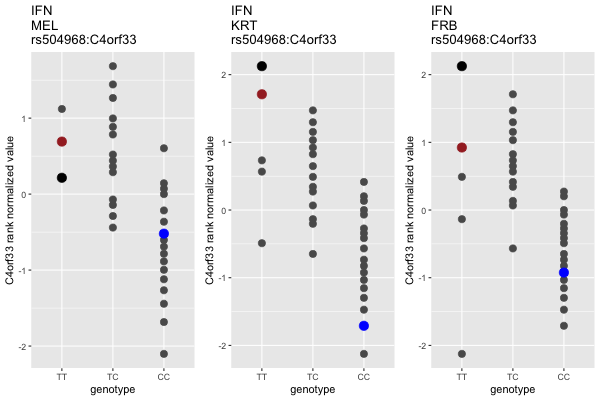 IFN
MEL
rs504968:C4orf33
C4orf33 rank normalized value
1
0
-1
-2
TT TC CC
genotype
IFN
KRT
rs504968:C4orf33
C4orf33 rank normalized value
2
1
0
-1
-2
TT TC CC
genotype
IFN
FRB
rs504968:C4orf33
C4orf33 rank normalized value
2
1
0
-1
-2
TT TC CC
genotype